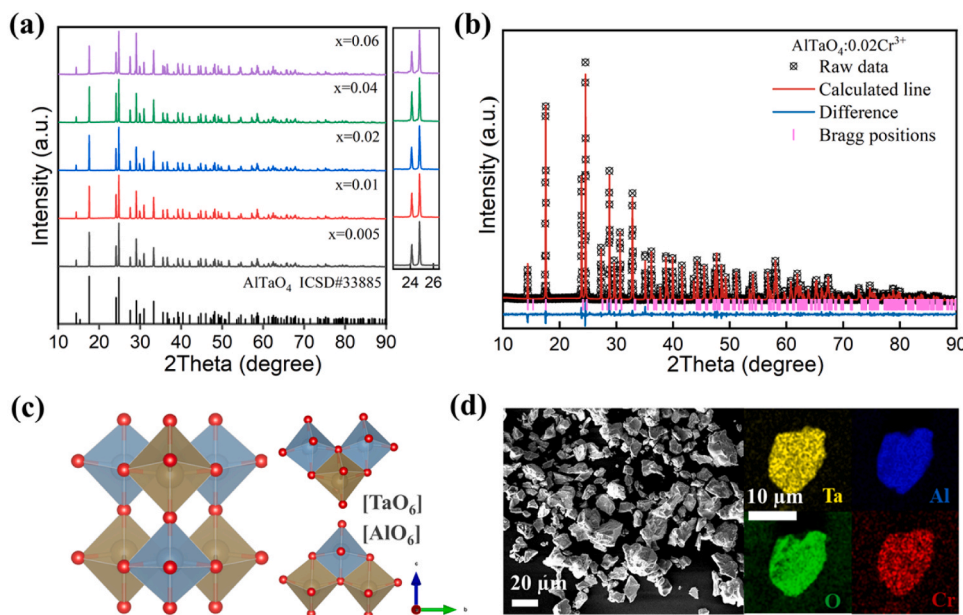 (a)
x=0.06
x=0.04
x=0.02
x=0.01
x=0.005
AlTaO₄ ICSD#33885
Intensity (a.u.)
10 20 30 40 50 60 70 80 90
24 26
2Theta (degree)
(b)
AlTaO₄:0.02Cr³⁺
Raw data
Calculated line
Difference
Bragg positions
Intensity (a.u.)
10 20 30 40 50 60 70 80 90
2Theta (degree)
(c)
[TaO₆]
[AlO₆]
c
b
(d)
20 μm
10 μm
Ta
Al
O
Cr